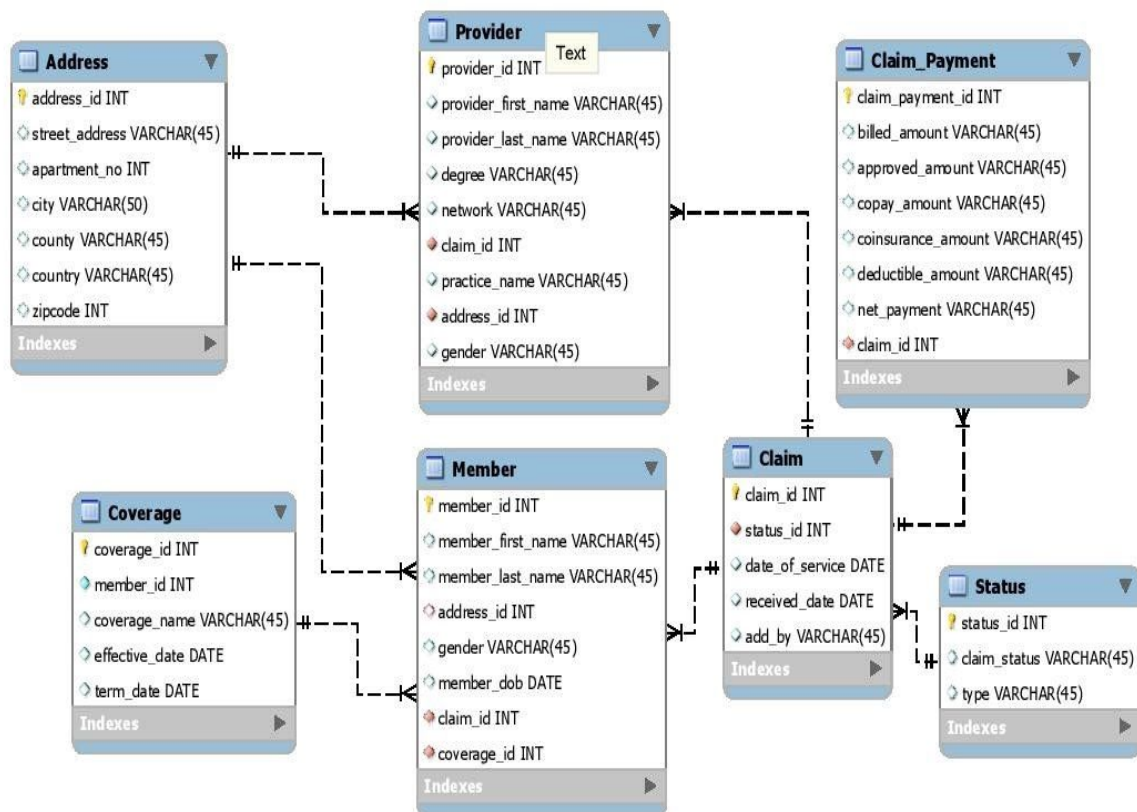 Address
address_id INT
street_address VARCHAR(45)
apartment_no INT
city VARCHAR(50)
county VARCHAR(45)
country VARCHAR(45)
zipcode INT
Indexes
Provider
Text
provider_id INT
provider_first_name VARCHAR(45)
provider_last_name VARCHAR(45)
degree VARCHAR(45)
network VARCHAR(45)
claim_id INT
practice_name VARCHAR(45)
address_id INT
gender VARCHAR(45)
Indexes
Claim_Payment
claim_payment_id INT
billed_amount VARCHAR(45)
approved_amount VARCHAR(45)
copay_amount VARCHAR(45)
coinsurance_amount VARCHAR(45)
deductible_amount VARCHAR(45)
net_payment VARCHAR(45)
claim_id INT
Indexes
Coverage
coverage_id INT
member_id INT
coverage_name VARCHAR(45)
effective_date DATE
term_date DATE
Indexes
Member
member_id INT
member_first_name VARCHAR(45)
member_last_name VARCHAR(45)
address_id INT
gender VARCHAR(45)
member_dob DATE
claim_id INT
coverage_id INT
Indexes
Claim
claim_id INT
status_id INT
date_of_service DATE
received_date DATE
add_by VARCHAR(45)
Indexes
Status
status_id INT
claim_status VARCHAR(45)
type VARCHAR(45)
Indexes